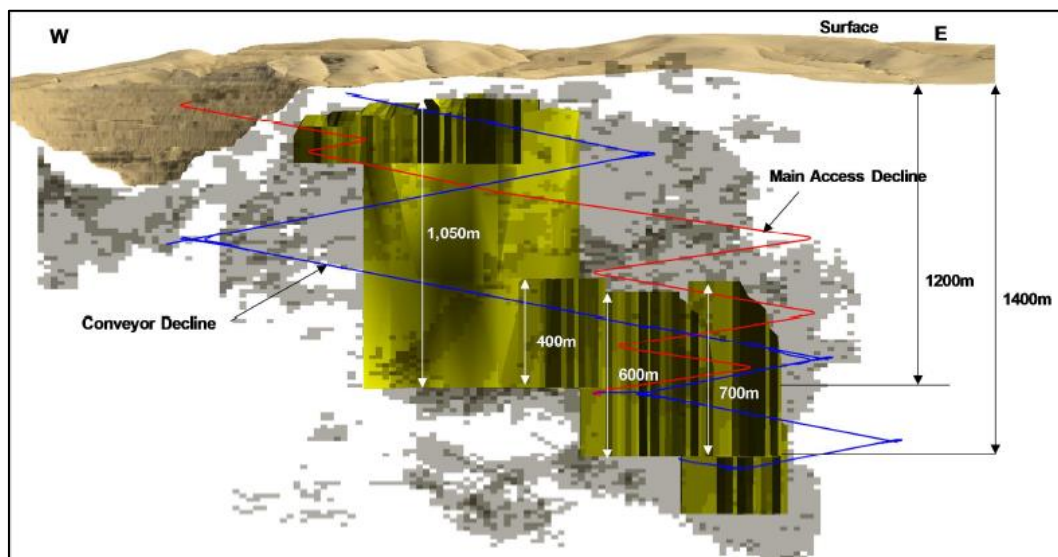 W
Surface
E
Main Access Decline
1,050m
1200m
1400m
Conveyor Decline
400m
600m
700m